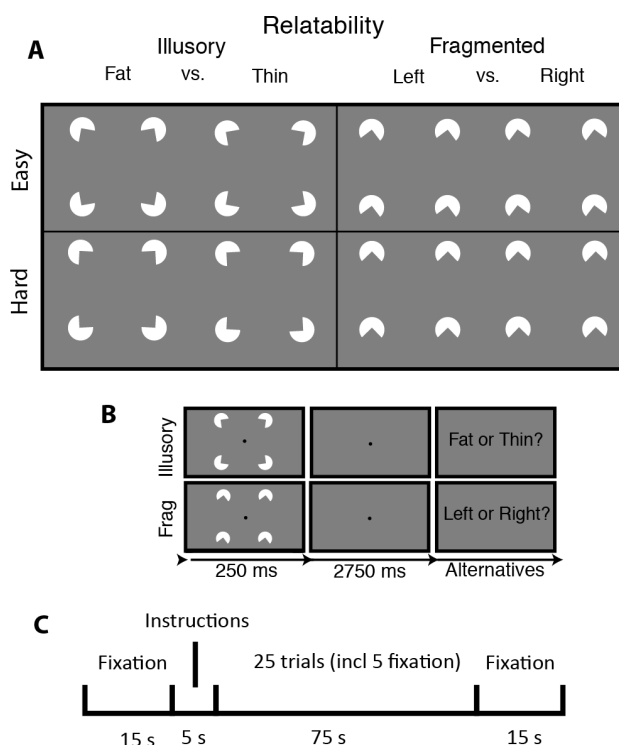 Relatability
Illusory Fragmented
A
Fat vs. Thin Left vs. Right
Easy
Hard
B
Illusory
Fat or Thin?
Frag
Left or Right?
250 ms 2750 ms Alternatives
C
Instructions
Fixation 25 trials (incl 5 fixation) Fixation
15 s 5 s 75 s 15 s